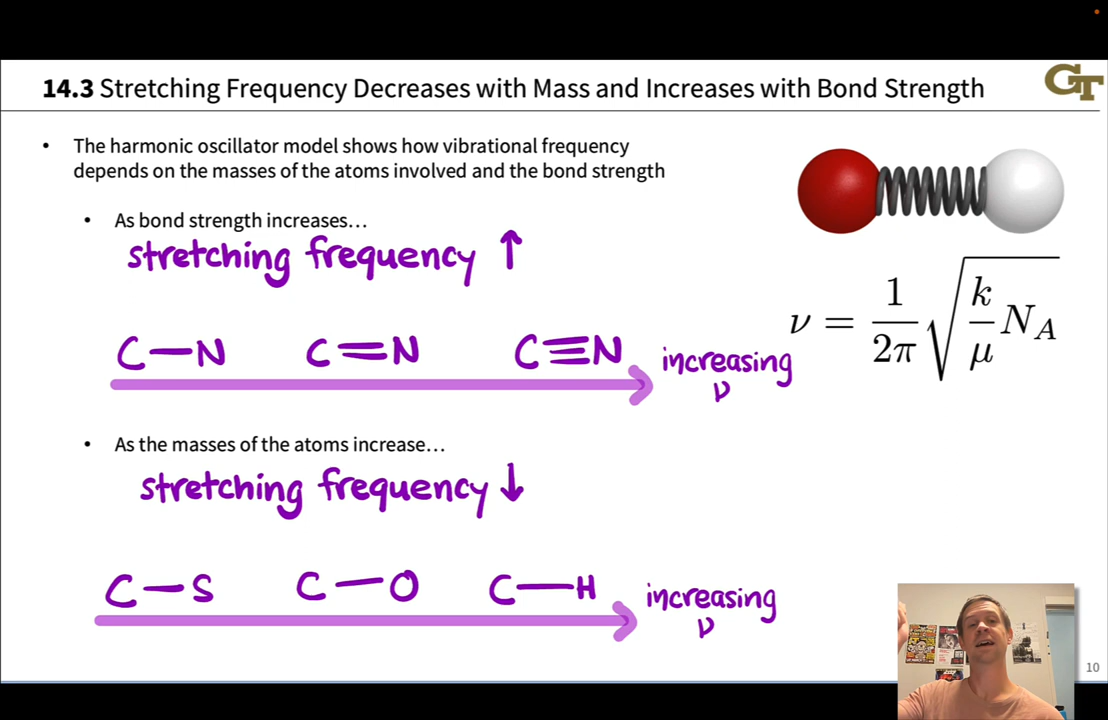 14.3 Stretching Frequency Decreases with Mass and Increases with Bond Strength
GT
• The harmonic oscillator model shows how vibrational frequency
depends on the masses of the atoms involved and the bond strength
• As bond strength increases…
stretching frequency ↑
C—N C=N C≡N increasing
ν
ν = 1/2π √(k/μ N_A)
• As the masses of the atoms increase…
stretching frequency ↓
C—S C—O C—H increasing
ν
10